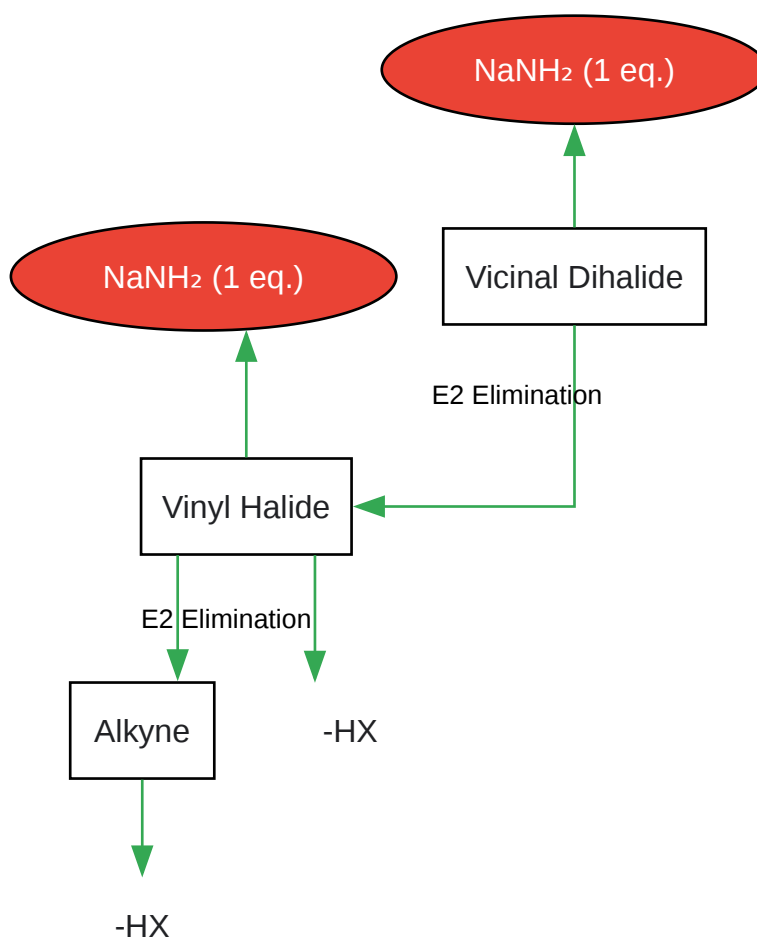 NaNH₂ (1 eq.)
NaNH₂ (1 eq.)
Vicinal Dihalide
E2 Elimination
Vinyl Halide
E2 Elimination
Alkyne
-HX
-HX